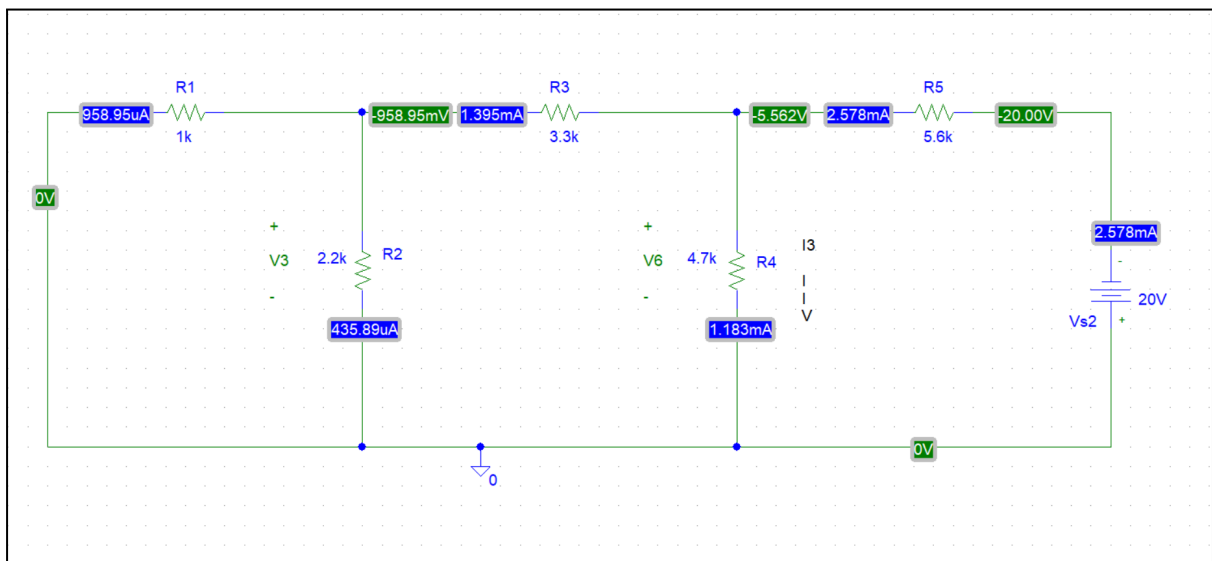 R1
R3
R5
958.95uA
-958.95mV
1.395mA
-5.562V
2.578mA
-20.00V
1k
3.3k
5.6k
0V
+
V3
-
2.2k
R2
+
V6
-
4.7k
R4
I3
I
I
V
2.578mA
-
20V
Vs2
+
435.89uA
1.183mA
0V
0